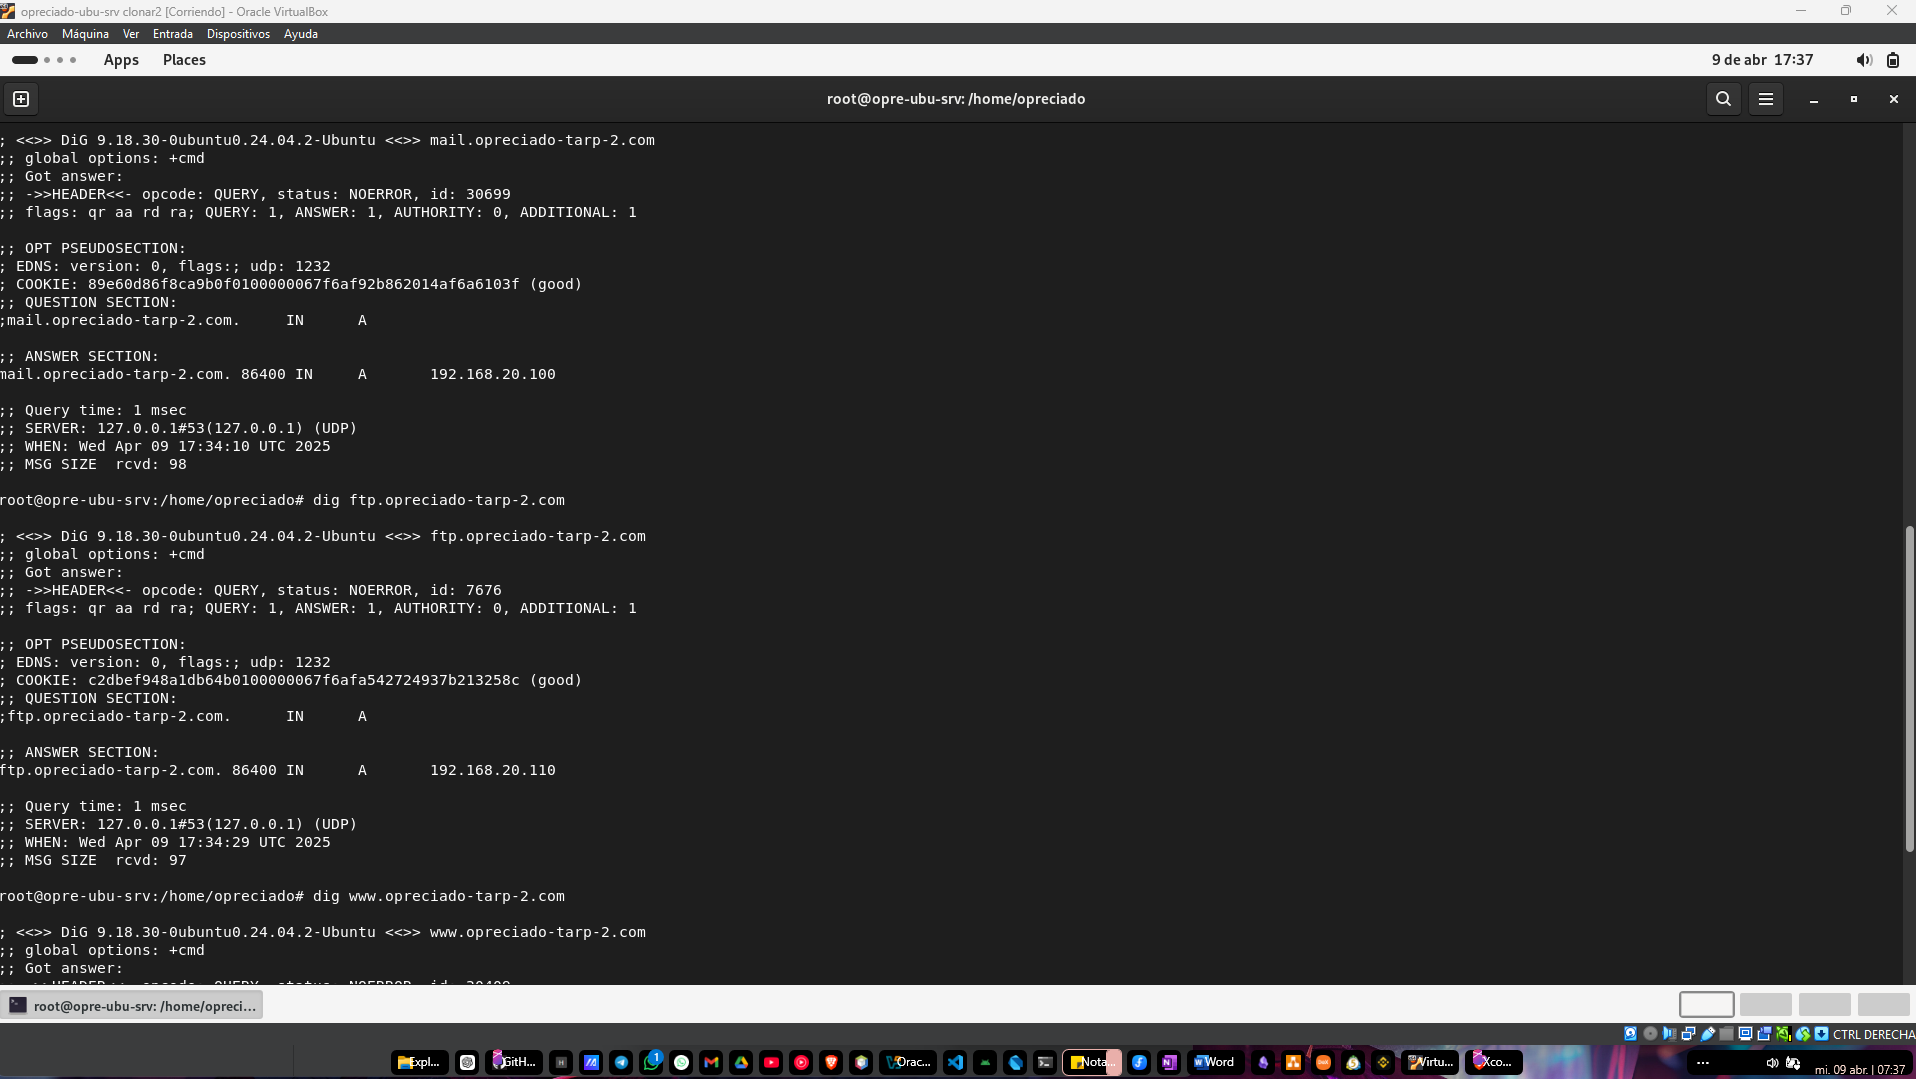 opreciado-ubu-srv clonar2 [Corriendo] - Oracle VirtualBox
Archivo Máquina Ver Entrada Dispositivos Ayuda
Apps Places 9 de abr 17:37
root@opre-ubu-srv: /home/opreciado
; <<>> DiG 9.18.30-0ubuntu0.24.04.2-Ubuntu <<>> mail.opreciado-tarp-2.com
;; global options: +cmd
;; Got answer:
;; ->>HEADER<<- opcode: QUERY, status: NOERROR, id: 30699
;; flags: qr aa rd ra; QUERY: 1, ANSWER: 1, AUTHORITY: 0, ADDITIONAL: 1
;; OPT PSEUDOSECTION:
; EDNS: version: 0, flags:; udp: 1232
; COOKIE: 89e60d86f8ca9b0f0100000067f6af92b862014af6a6103f (good)
;; QUESTION SECTION:
;mail.opreciado-tarp-2.com. IN A
;; ANSWER SECTION:
mail.opreciado-tarp-2.com. 86400 IN A 192.168.20.100
;; Query time: 1 msec
;; SERVER: 127.0.0.1#53(127.0.0.1) (UDP)
;; WHEN: Wed Apr 09 17:34:10 UTC 2025
;; MSG SIZE rcvd: 98
root@opre-ubu-srv:/home/opreciado# dig ftp.opreciado-tarp-2.com
; <<>> DiG 9.18.30-0ubuntu0.24.04.2-Ubuntu <<>> ftp.opreciado-tarp-2.com
;; global options: +cmd
;; Got answer:
;; ->>HEADER<<- opcode: QUERY, status: NOERROR, id: 7676
;; flags: qr aa rd ra; QUERY: 1, ANSWER: 1, AUTHORITY: 0, ADDITIONAL: 1
;; OPT PSEUDOSECTION:
; EDNS: version: 0, flags:; udp: 1232
; COOKIE: c2dbef948a1db64b0100000067f6afa542724937b213258c (good)
;; QUESTION SECTION:
;ftp.opreciado-tarp-2.com. IN A
;; ANSWER SECTION:
ftp.opreciado-tarp-2.com. 86400 IN A 192.168.20.110
;; Query time: 1 msec
;; SERVER: 127.0.0.1#53(127.0.0.1) (UDP)
;; WHEN: Wed Apr 09 17:34:29 UTC 2025
;; MSG SIZE rcvd: 97
root@opre-ubu-srv:/home/opreciado# dig www.opreciado-tarp-2.com
; <<>> DiG 9.18.30-0ubuntu0.24.04.2-Ubuntu <<>> www.opreciado-tarp-2.com
;; global options: +cmd
;; Got answer:
root@opre-ubu-srv: /home/opreci...
CTRL DERECHA
Expl... GitH... 1 Orac... Nota... Word Virtu... Xco... mi. 09 abr. | 07:37